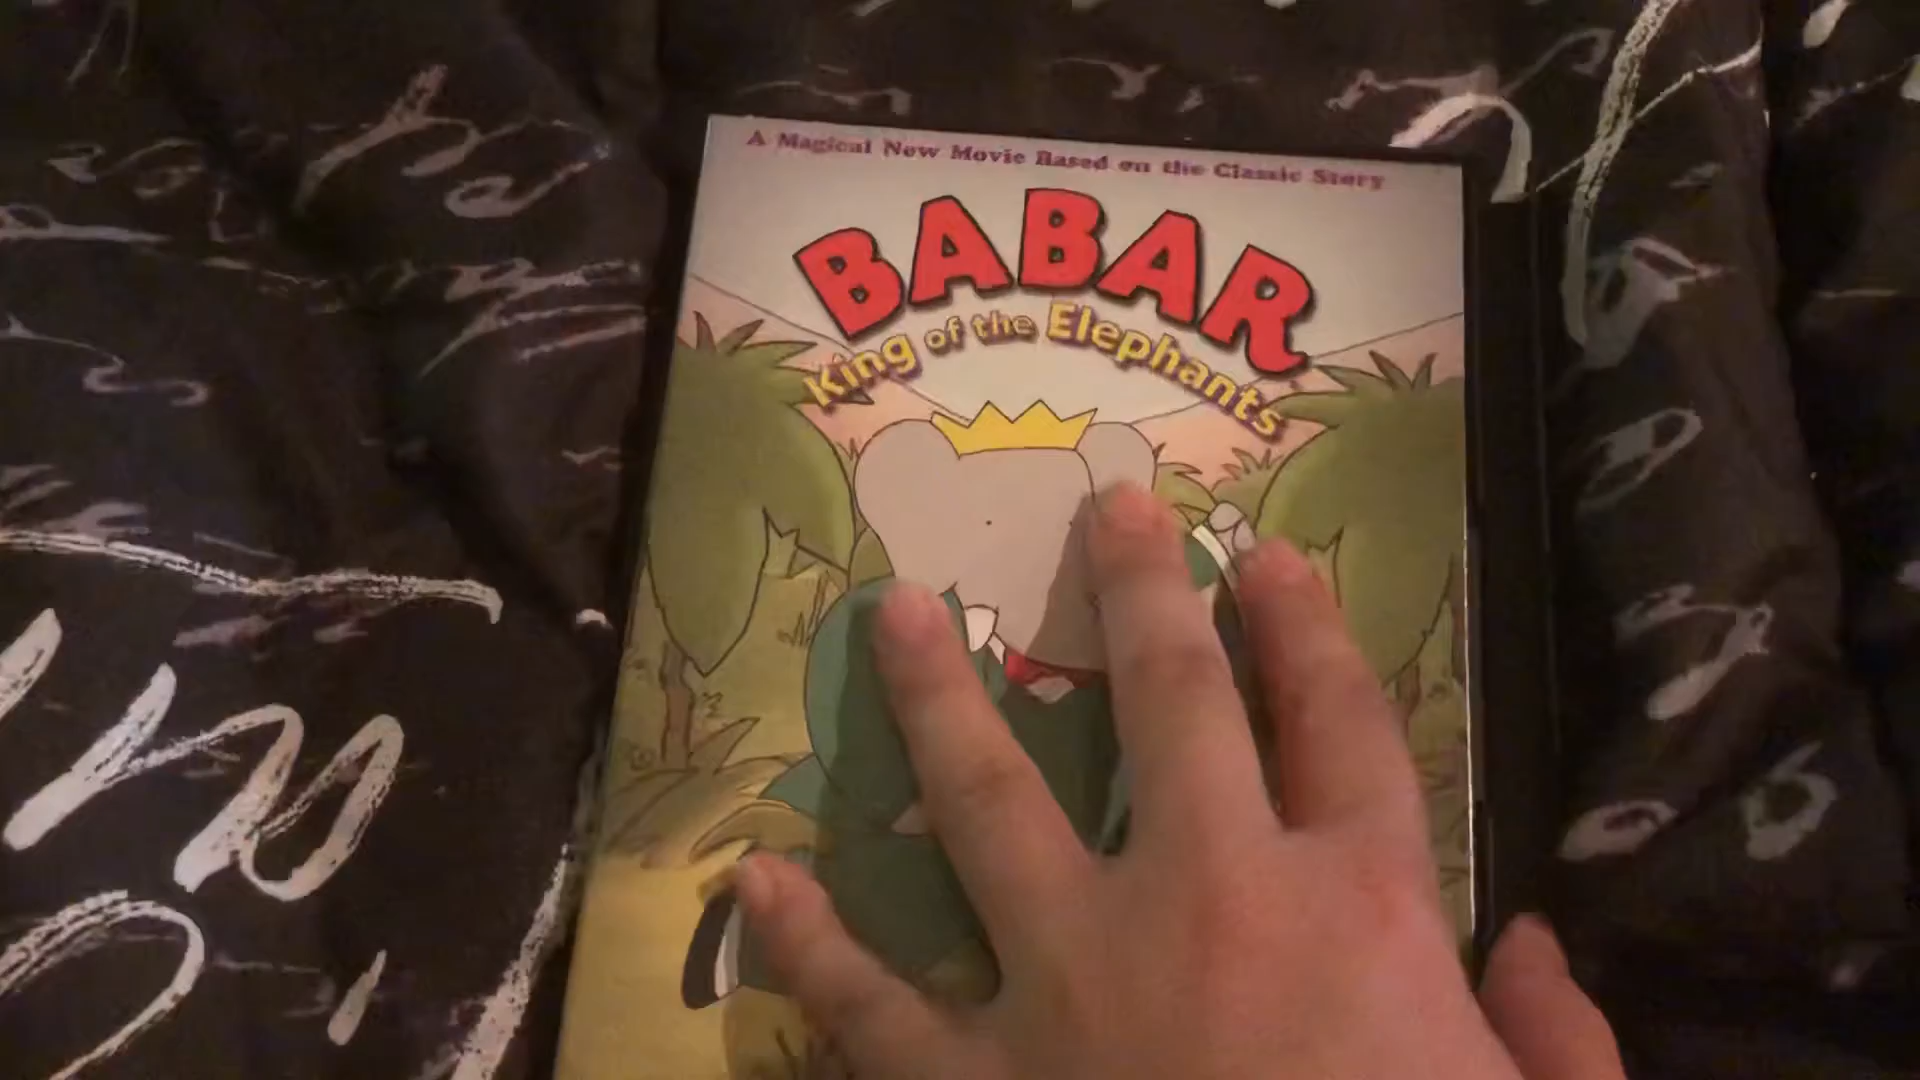 A Magical New Movie Based on the Classic Story
BABAR
King of the Elephants